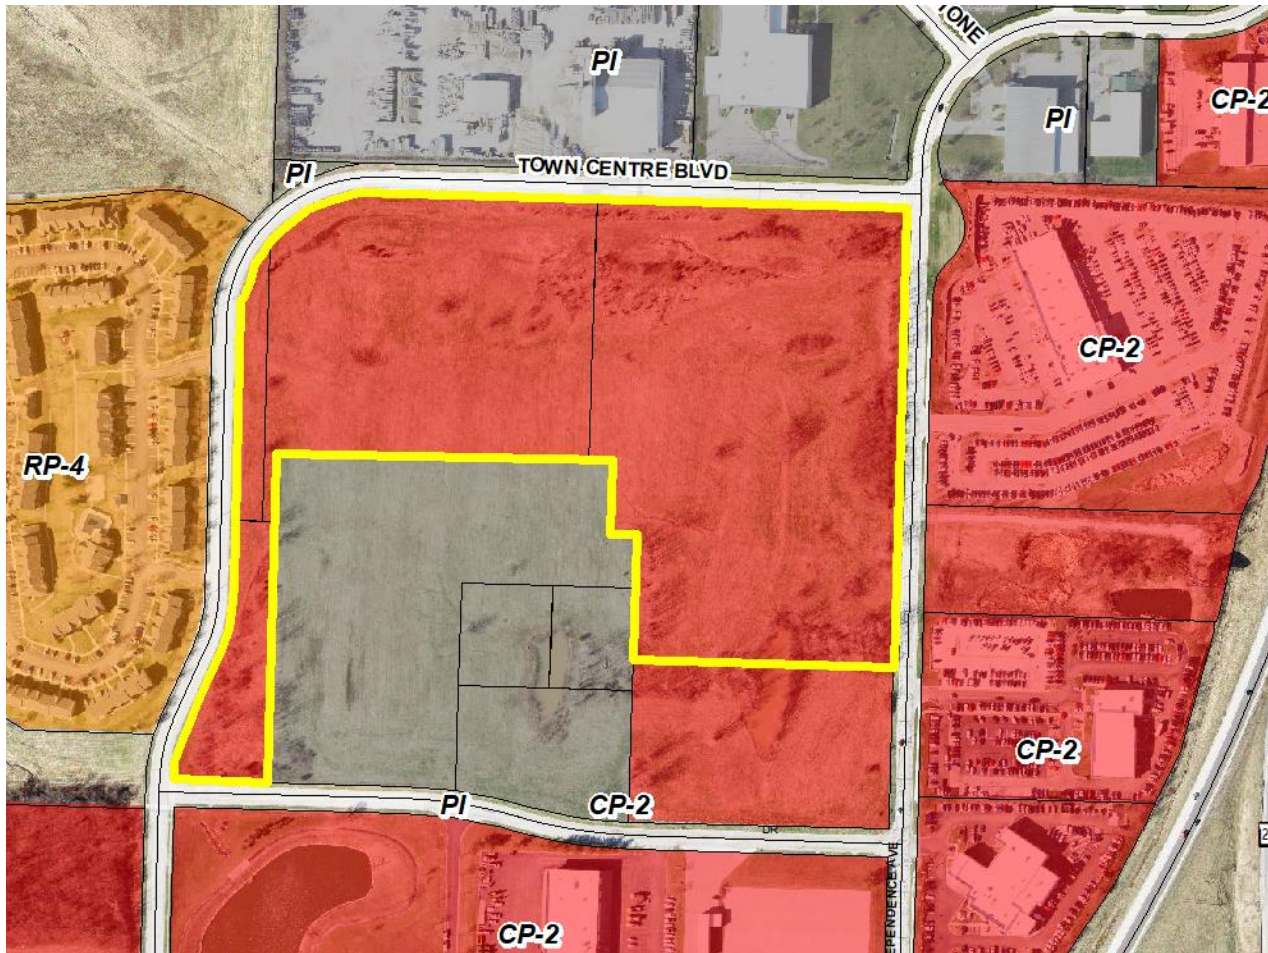 TONE
PI
PI
CP-2
TOWN CENTRE BLVD
PI
CP-2
RP-4
CP-2
PI
CP-2
DR
EPENDENCE AVE
CP-2
2